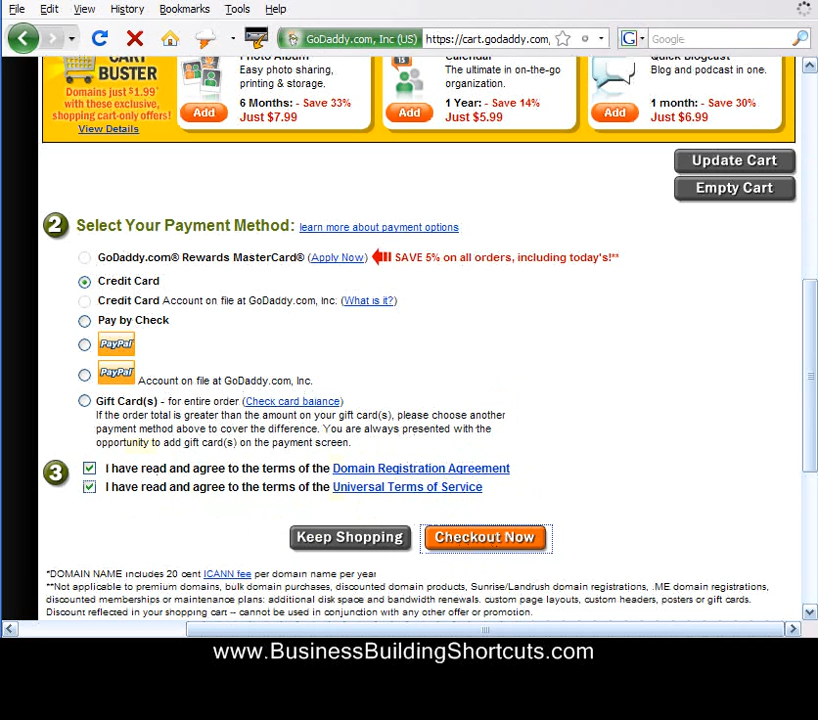 File Edit View History Bookmarks Tools Help
GoDaddy.com, Inc (US) https://cart.godaddy.com, G Google
CART
BUSTER
Domains just $1.99*
with these exclusive,
shopping cart-only offers!
View Details
Photo Album
Easy photo sharing,
printing & storage.
6 Months: - Save 33%
Just $7.99
Add
Calendar
The ultimate in on-the-go
organization.
1 Year: - Save 14%
Just $5.99
Add
Quick Blogcast
Blog and podcast in one.
1 month: - Save 30%
Just $6.99
Add
Update Cart
Empty Cart
2 Select Your Payment Method: learn more about payment options
GoDaddy.com® Rewards MasterCard® (Apply Now) SAVE 5% on all orders, including today's!**
Credit Card
Credit Card Account on file at GoDaddy.com, Inc. (What is it?)
Pay by Check
PayPal
PayPal Account on file at GoDaddy.com, Inc.
Gift Card(s) - for entire order (Check card balance)
If the order total is greater than the amount on your gift card(s), please choose another
payment method above to cover the difference. You are always presented with the
opportunity to add gift card(s) on the payment screen.
3 I have read and agree to the terms of the Domain Registration Agreement
I have read and agree to the terms of the Universal Terms of Service
Keep Shopping Checkout Now
*DOMAIN NAME includes 20 cent ICANN fee per domain name per year
**Not applicable to premium domains, bulk domain purchases, discounted domain products, Sunrise/Landrush domain registrations, .ME domain registrations,
discounted memberships or maintenance plans: additional disk space and bandwidth renewals. custom page layouts, custom headers, posters or gift cards.
Discount reflected in your shopping cart -- cannot be used in conjunction with any other offer or promotion.
www.BusinessBuildingShortcuts.com